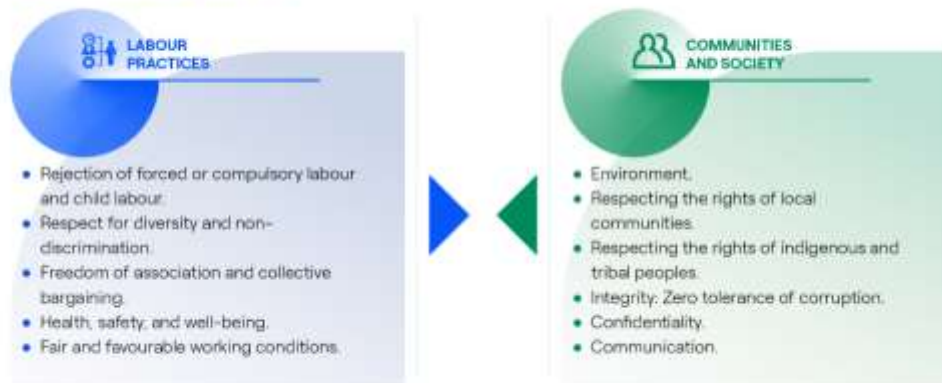 LABOUR
PRACTICES
• Rejection of forced or compulsory labour
and child labour.
• Respect for diversity and non-
discrimination.
• Freedom of association and collective
bargaining.
• Health, safety, and well-being.
• Fair and favourable working conditions.
COMMUNITIES
AND SOCIETY
• Environment.
• Respecting the rights of local
communities.
• Respecting the rights of indigenous and
tribal peoples.
• Integrity: Zero tolerance of corruption.
• Confidentiality.
• Communication.